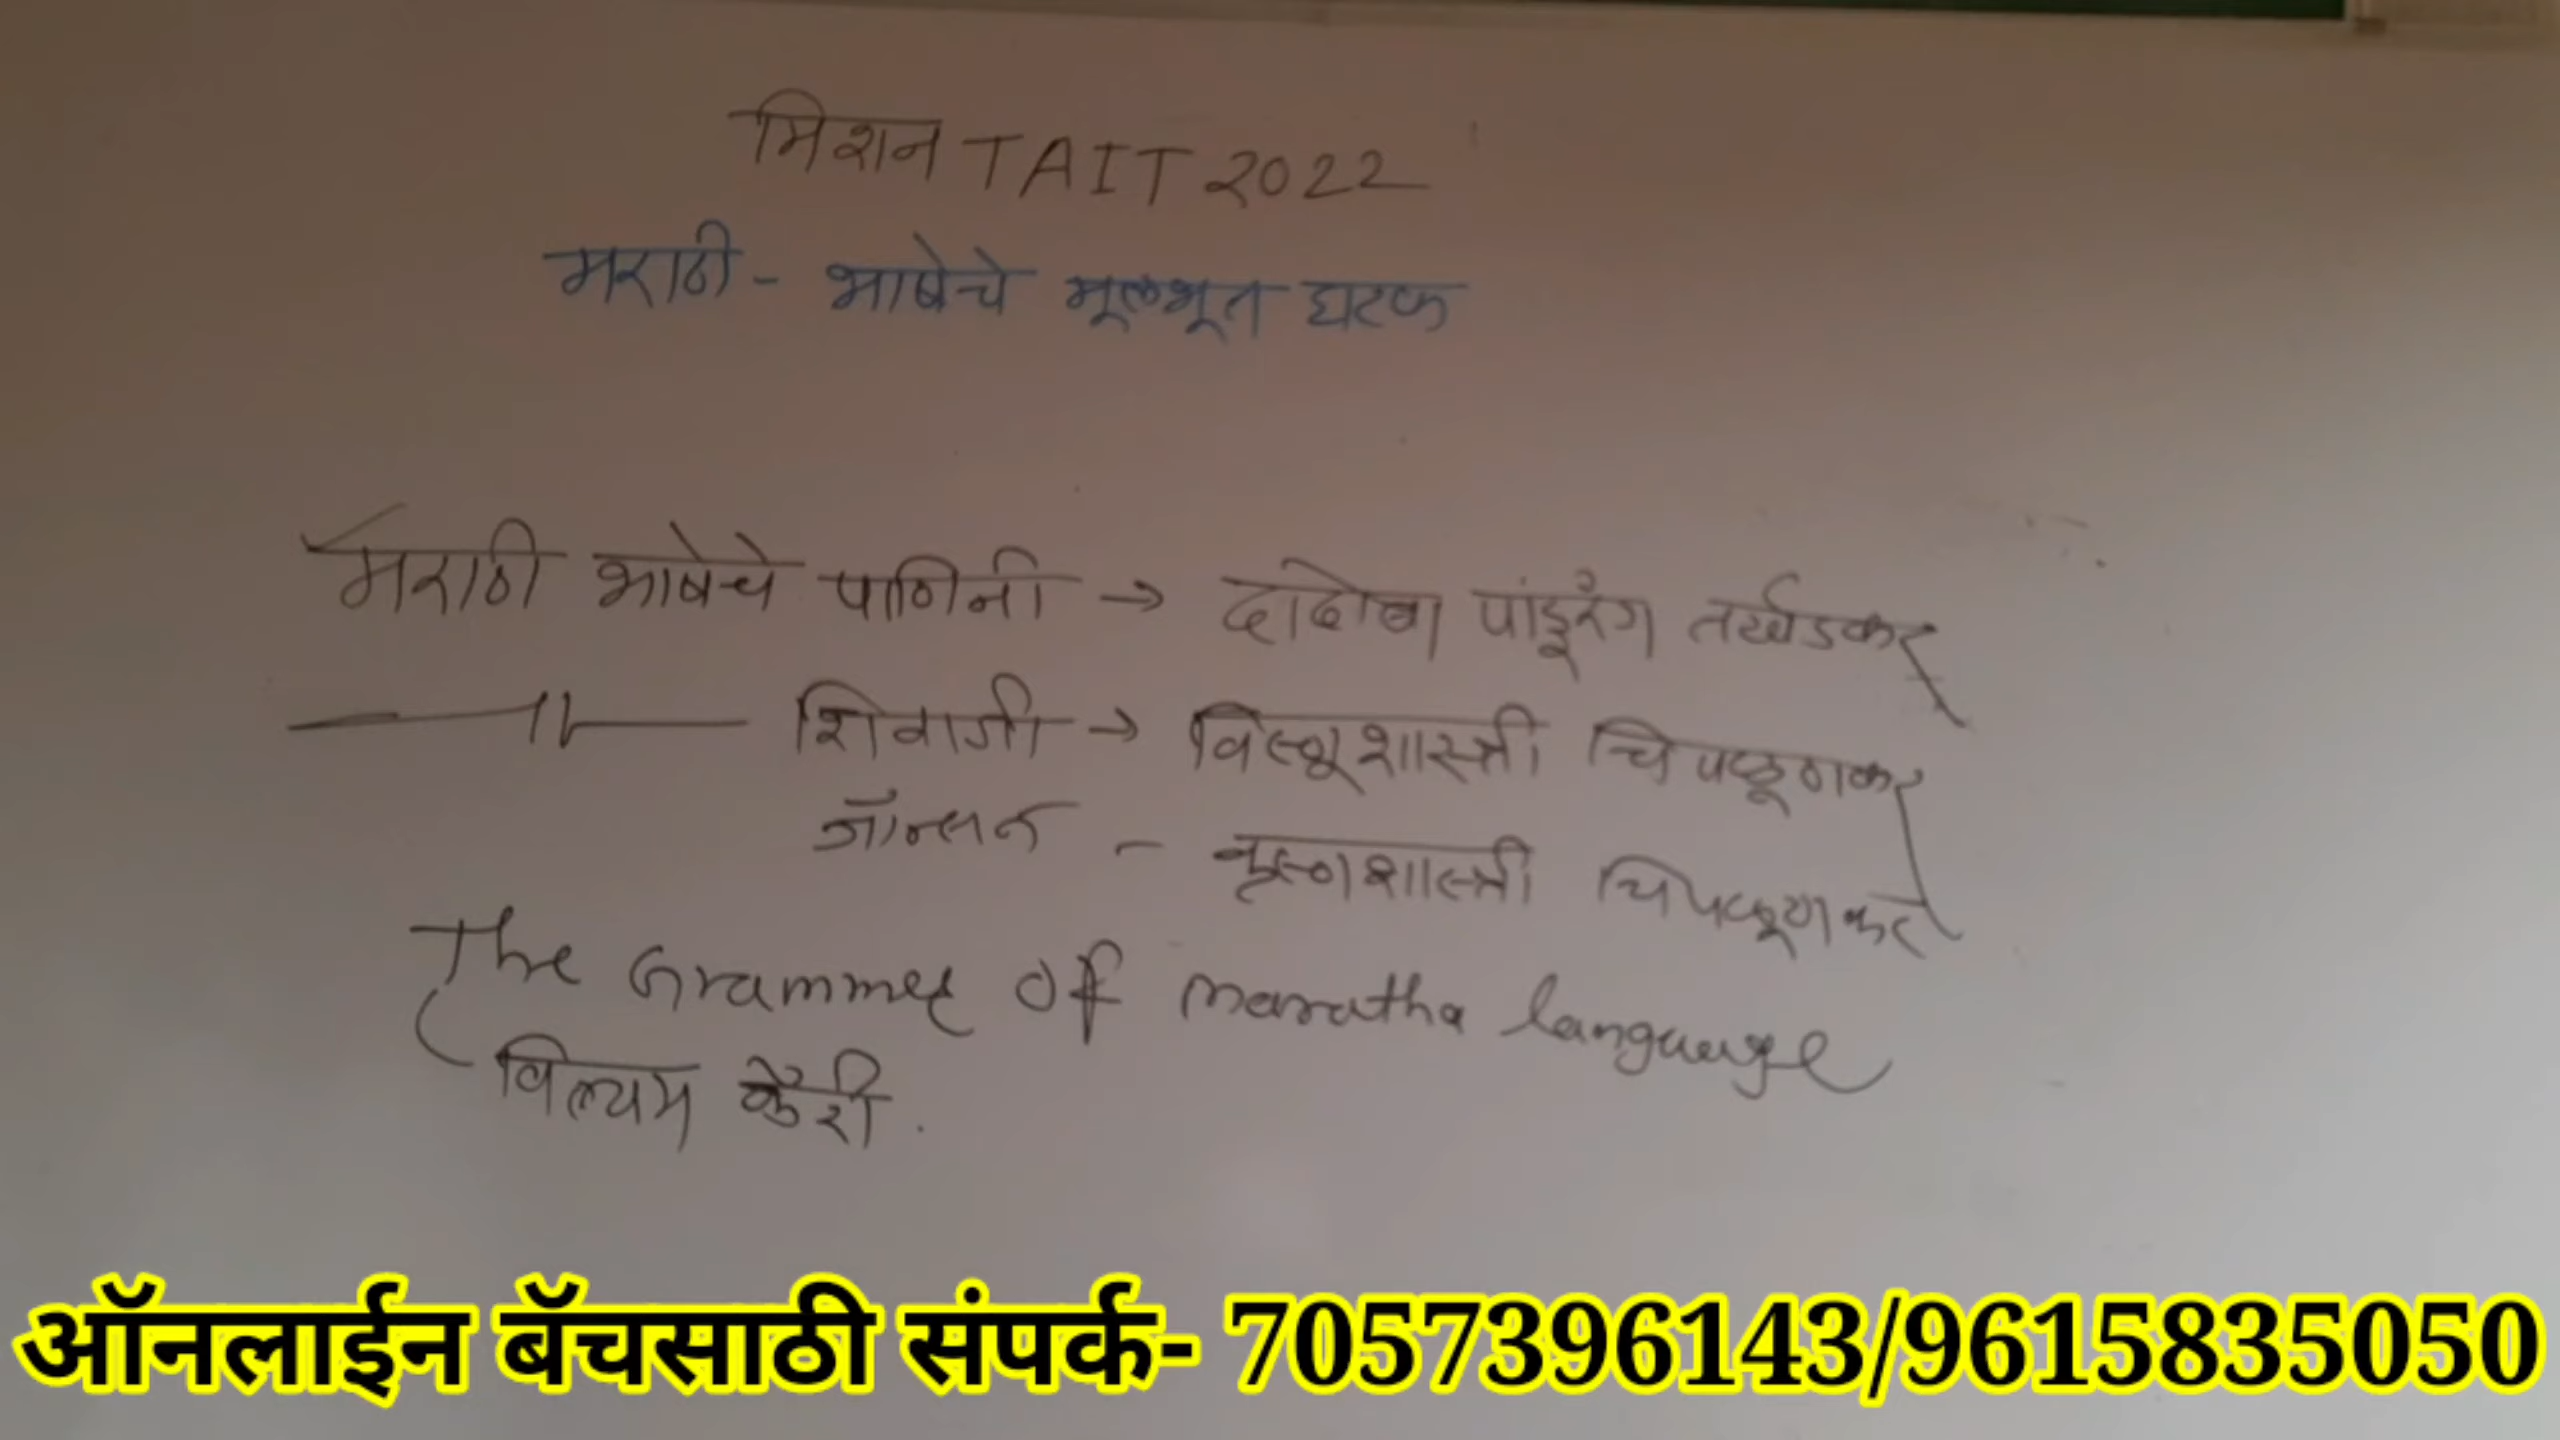 मिशन TAIT 2022
मराठी - भाषेचे मूलभूत घटक
मराठी भाषेचे पाणिनी → दादोबा पांडूरंग तर्खडकर
―〃― शिवाजी → विष्णूशास्त्री चिपळूणकर
जॉन्सन - कृष्णशास्त्री चिपळूणकर
The Grammer of maratha language
विल्यम कैरी.
ऑनलाईन बॅचसाठी संपर्क- 7057396143/9615835050